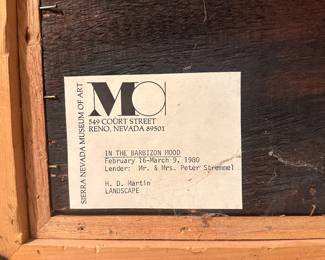 SIERRA NEVADA MUSEUM OF ART
MC
549 COURT STREET
RENO, NEVADA 89501
IN THE BARBIZON MOOD
February 16-March 9, 1980
Lender: Mr. & Mrs. Peter Stremmel
H. D. Martin
LANDSCAPE